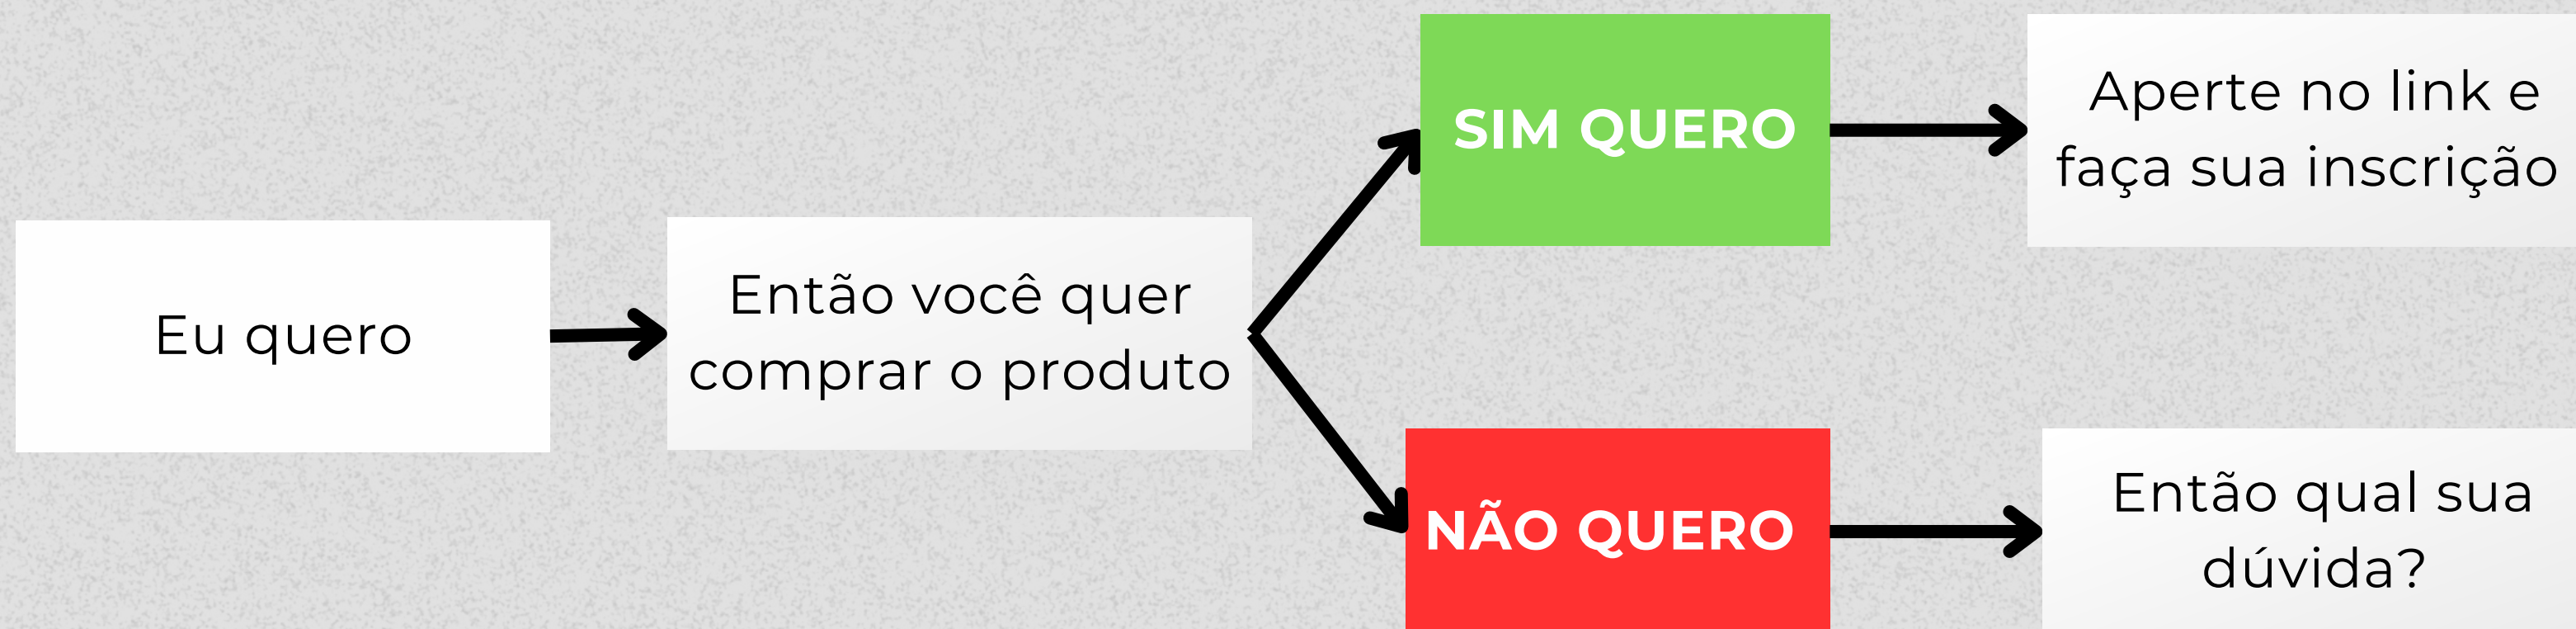 Eu quero
Então você quer
comprar o produto
SIM QUERO
Aperte no link e
faça sua inscrição
NÃO QUERO
Então qual sua
dúvida?